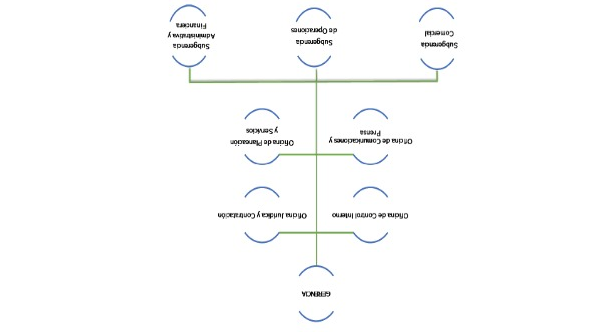 GERENCIA
Oficina de Control Interno
Oficina Jurídica y Contratación
Oficina de Comunicaciones y
Prensa
Oficina de Planeación
y Servicios
Subgerencia
Comercial
Subgerencia
de Operaciones
Subgerencia
Administrativa y
Financiera